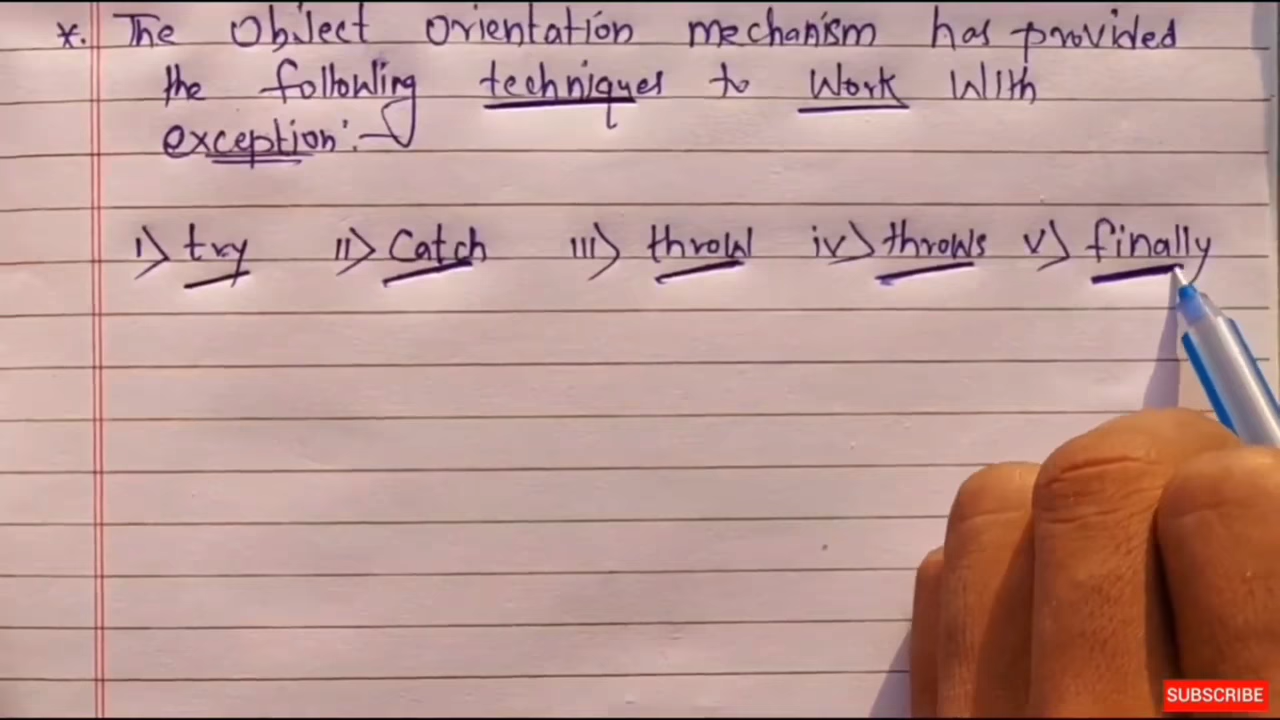 *. The Object orientation mechanism has provided
the following techniques to Work With
exception:-
i) try ii) Catch iii) throw iv) throws v) finally
SUBSCRIBE